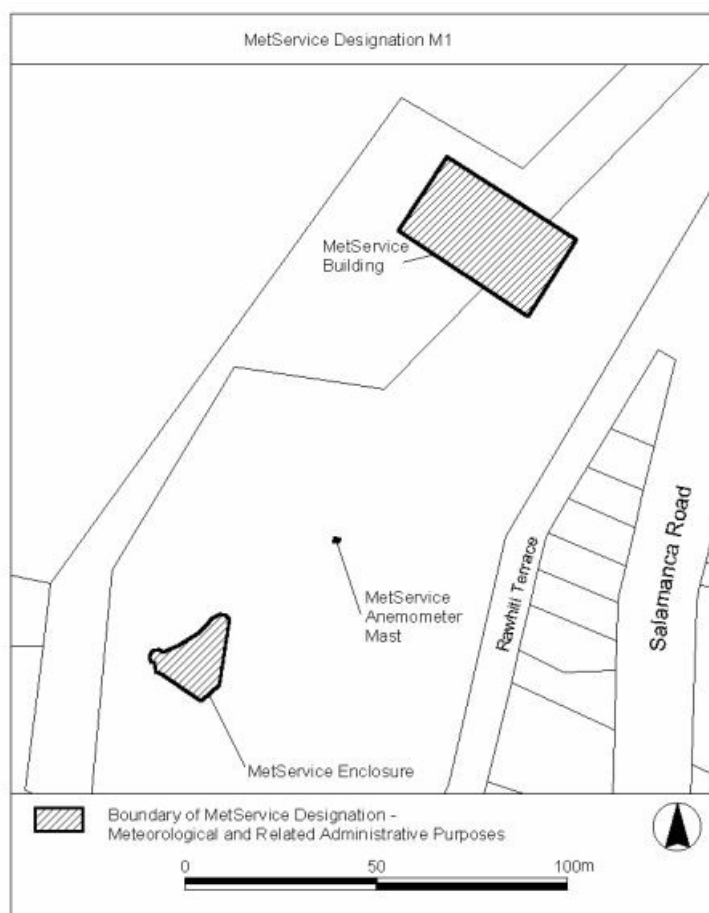 MetService Designation M1
MetService
Building
MetService
Anemometer
Mast
Rawhiti Terrace
Salamanca Road
MetService Enclosure
Boundary of MetService Designation -
Meteorological and Related Administrative Purposes
0 50 100m